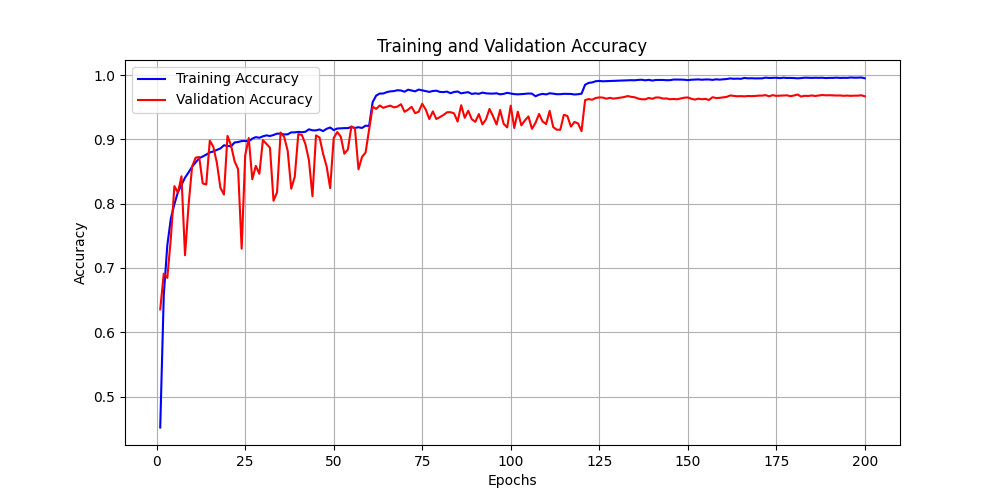 Training and Validation Accuracy
Training Accuracy
Validation Accuracy
1.0
0.9
0.8
0.7
0.6
0.5
Accuracy
0 25 50 75 100 125 150 175 200
Epochs